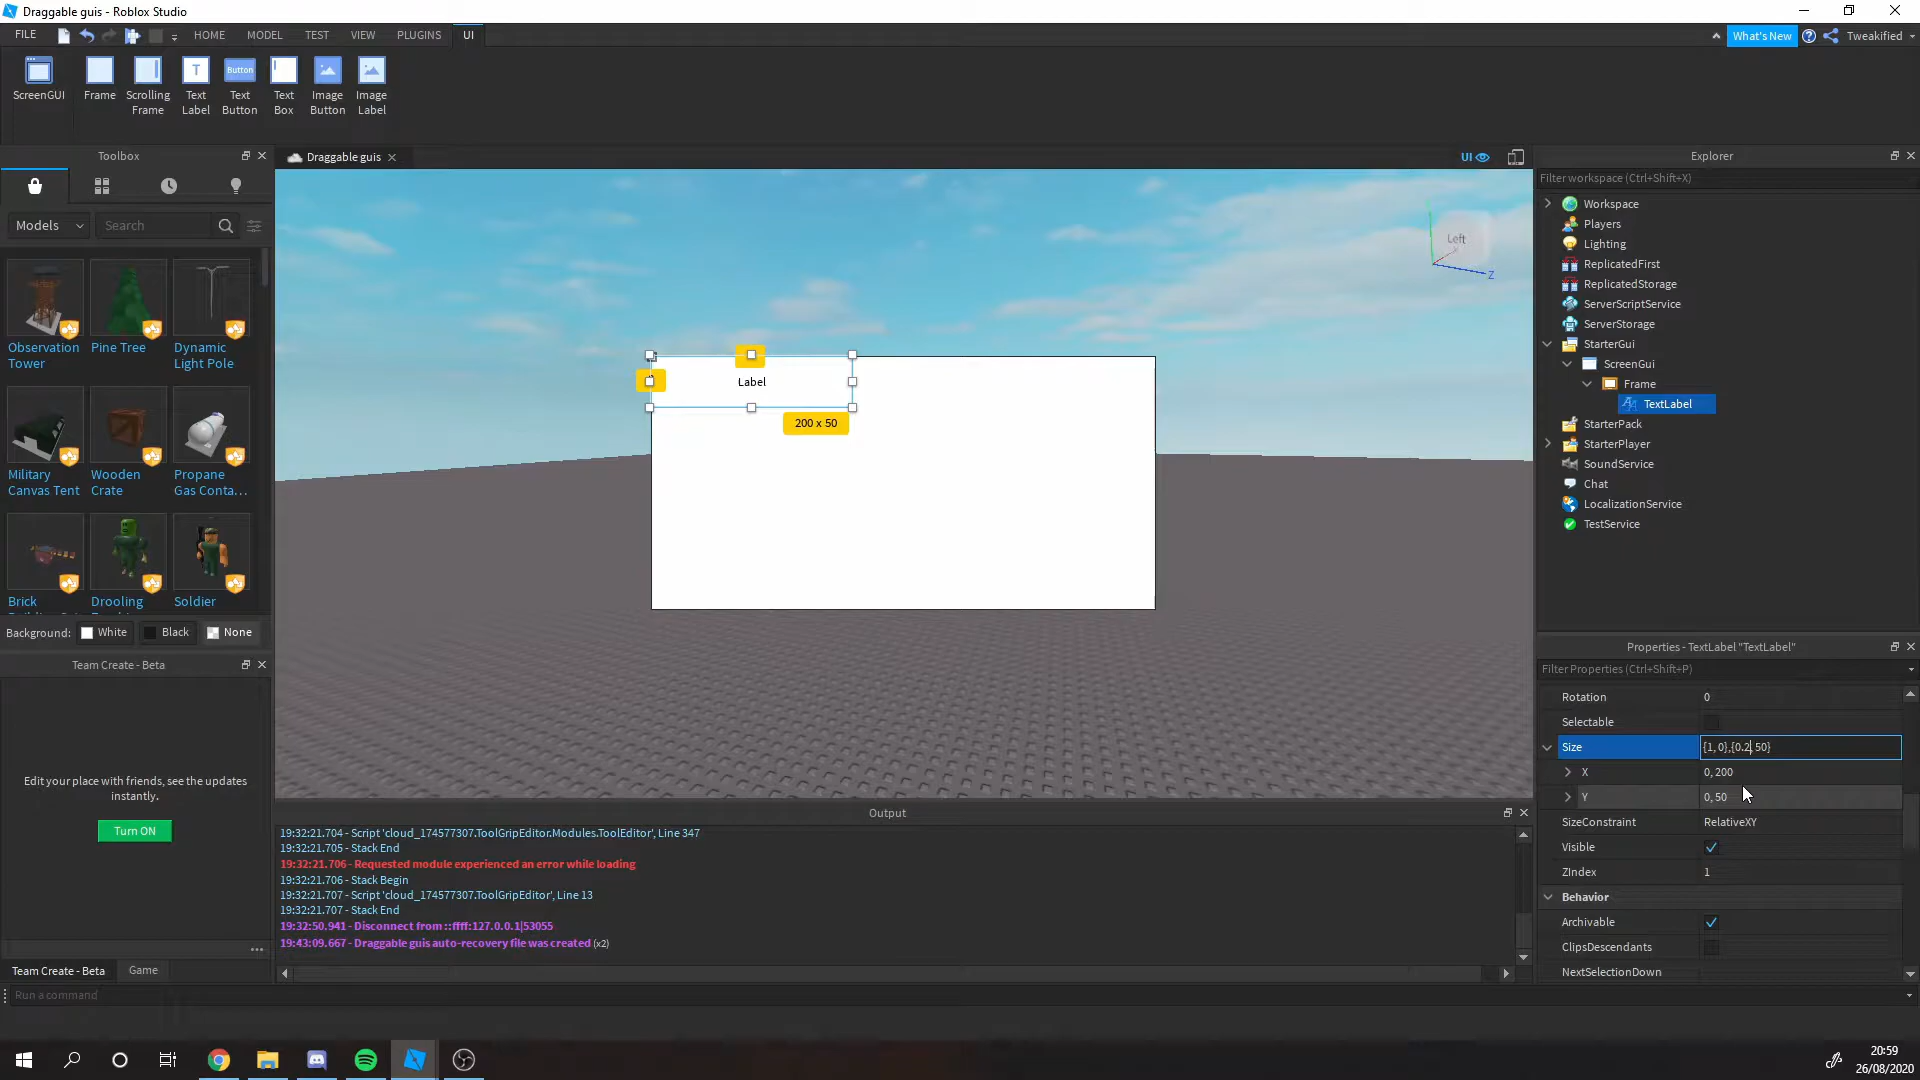 Draggable guis - Roblox Studio
FILE HOME MODEL TEST VIEW PLUGINS UI What's New Tweakified
ScreenGUI Frame Scrolling Frame Text Label Button Text Button Text Box Image Button Image Label
Toolbox
Models Search
Observation Tower
Pine Tree
Dynamic Light Pole
Military Canvas Tent
Wooden Crate
Propane Gas Conta...
Brick
Drooling
Soldier
Background: White Black None
Team Create - Beta
Edit your place with friends, see the updates
instantly.
Turn ON
Team Create - Beta Game
Run a command
Draggable guis
UI
Left
Z
Label
200 x 50
Output
19:32:21.704 - Script 'cloud_174577307.ToolGripEditor.Modules.ToolEditor', Line 347
19:32:21.705 - Stack End
19:32:21.706 - Requested module experienced an error while loading
19:32:21.706 - Stack Begin
19:32:21.707 - Script 'cloud_174577307.ToolGripEditor', Line 13
19:32:21.707 - Stack End
19:32:50.941 - Disconnect from ::ffff:127.0.0.1|53055
19:43:09.667 - Draggable guis auto-recovery file was created (x2)
Explorer
Filter workspace (Ctrl+Shift+X)
Workspace
Players
Lighting
ReplicatedFirst
ReplicatedStorage
ServerScriptService
ServerStorage
StarterGui
ScreenGui
Frame
TextLabel
StarterPack
StarterPlayer
SoundService
Chat
LocalizationService
TestService
Properties - TextLabel "TextLabel"
Filter Properties (Ctrl+Shift+P)
Rotation 0
Selectable
Size {1, 0},{0.2, 50}
X 0, 200
Y 0, 50
SizeConstraint RelativeXY
Visible
ZIndex 1
Behavior
Archivable
ClipsDescendants
NextSelectionDown
20:59
26/08/2020